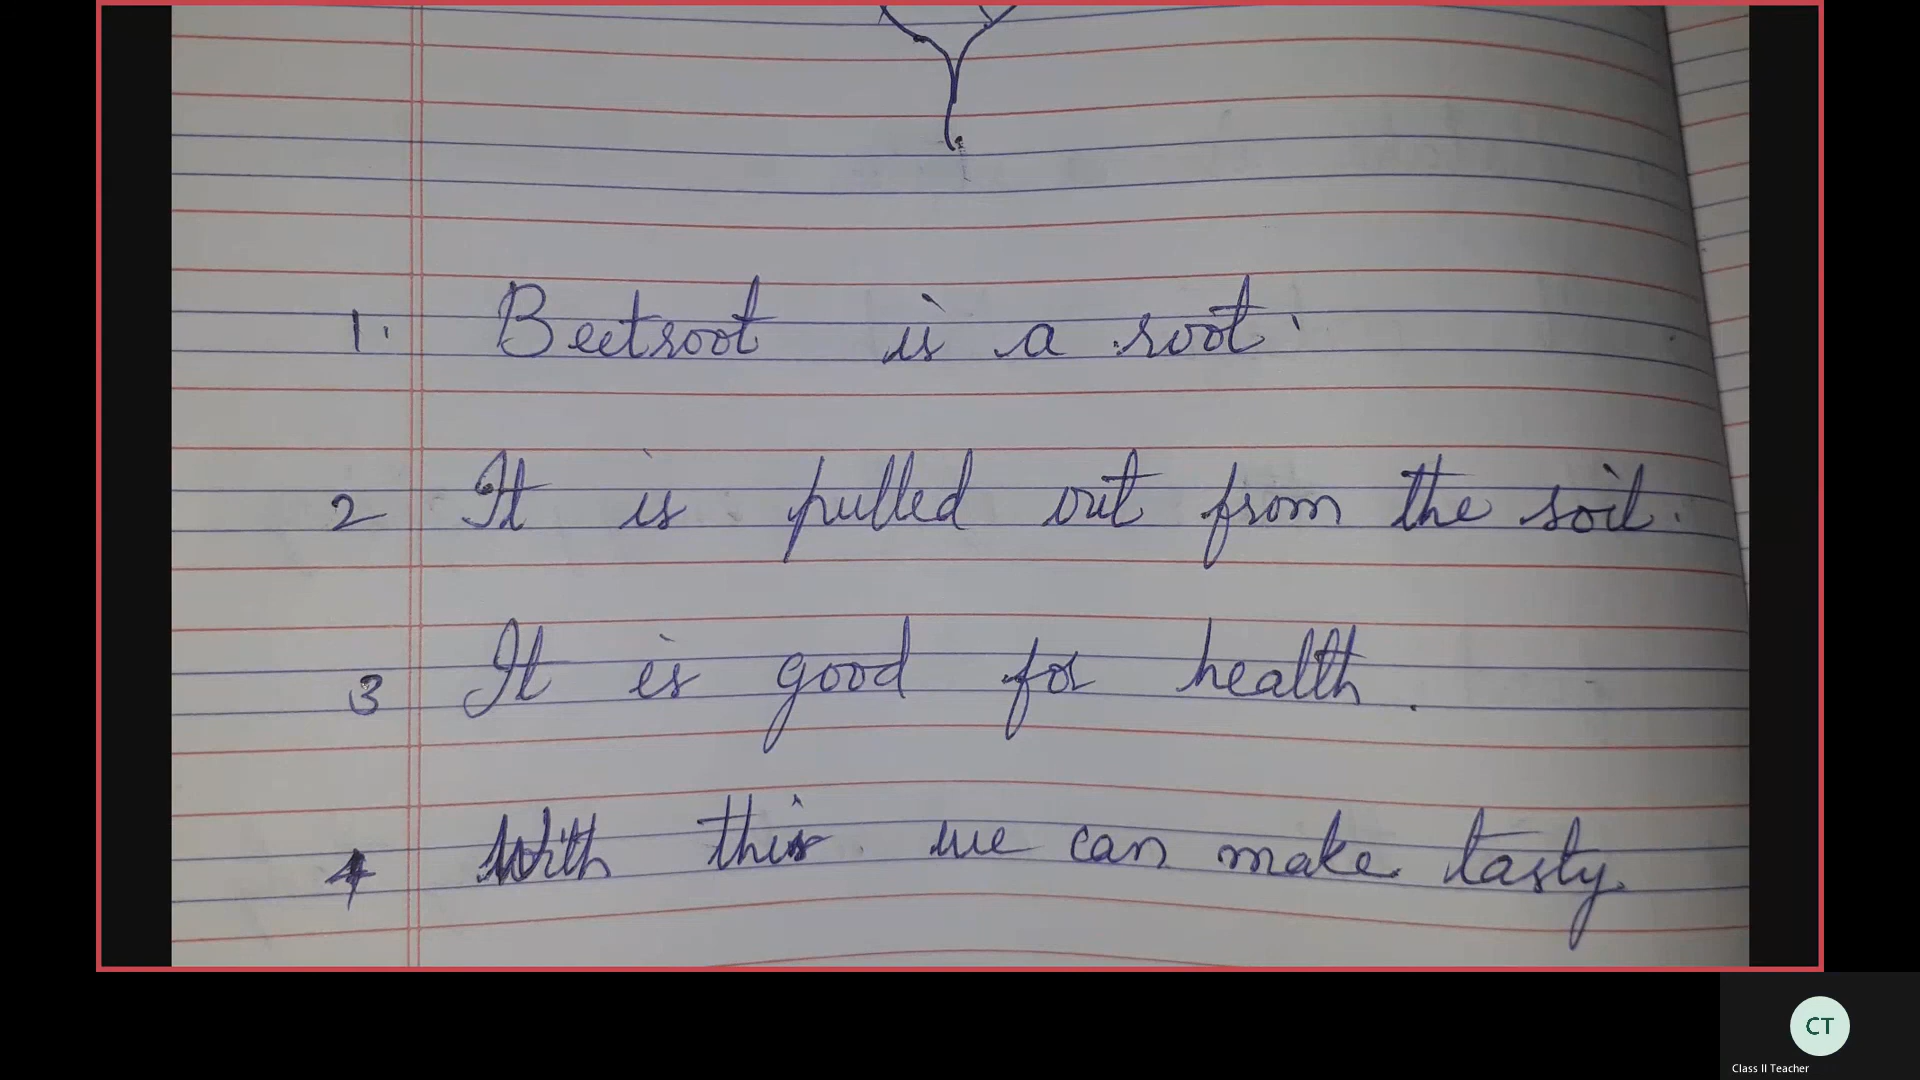 1. Beetroot is a root.
2 It is pulled out from the soil.
3 It is good for health.
4 With this we can make tasty.
CT
Class II Teacher